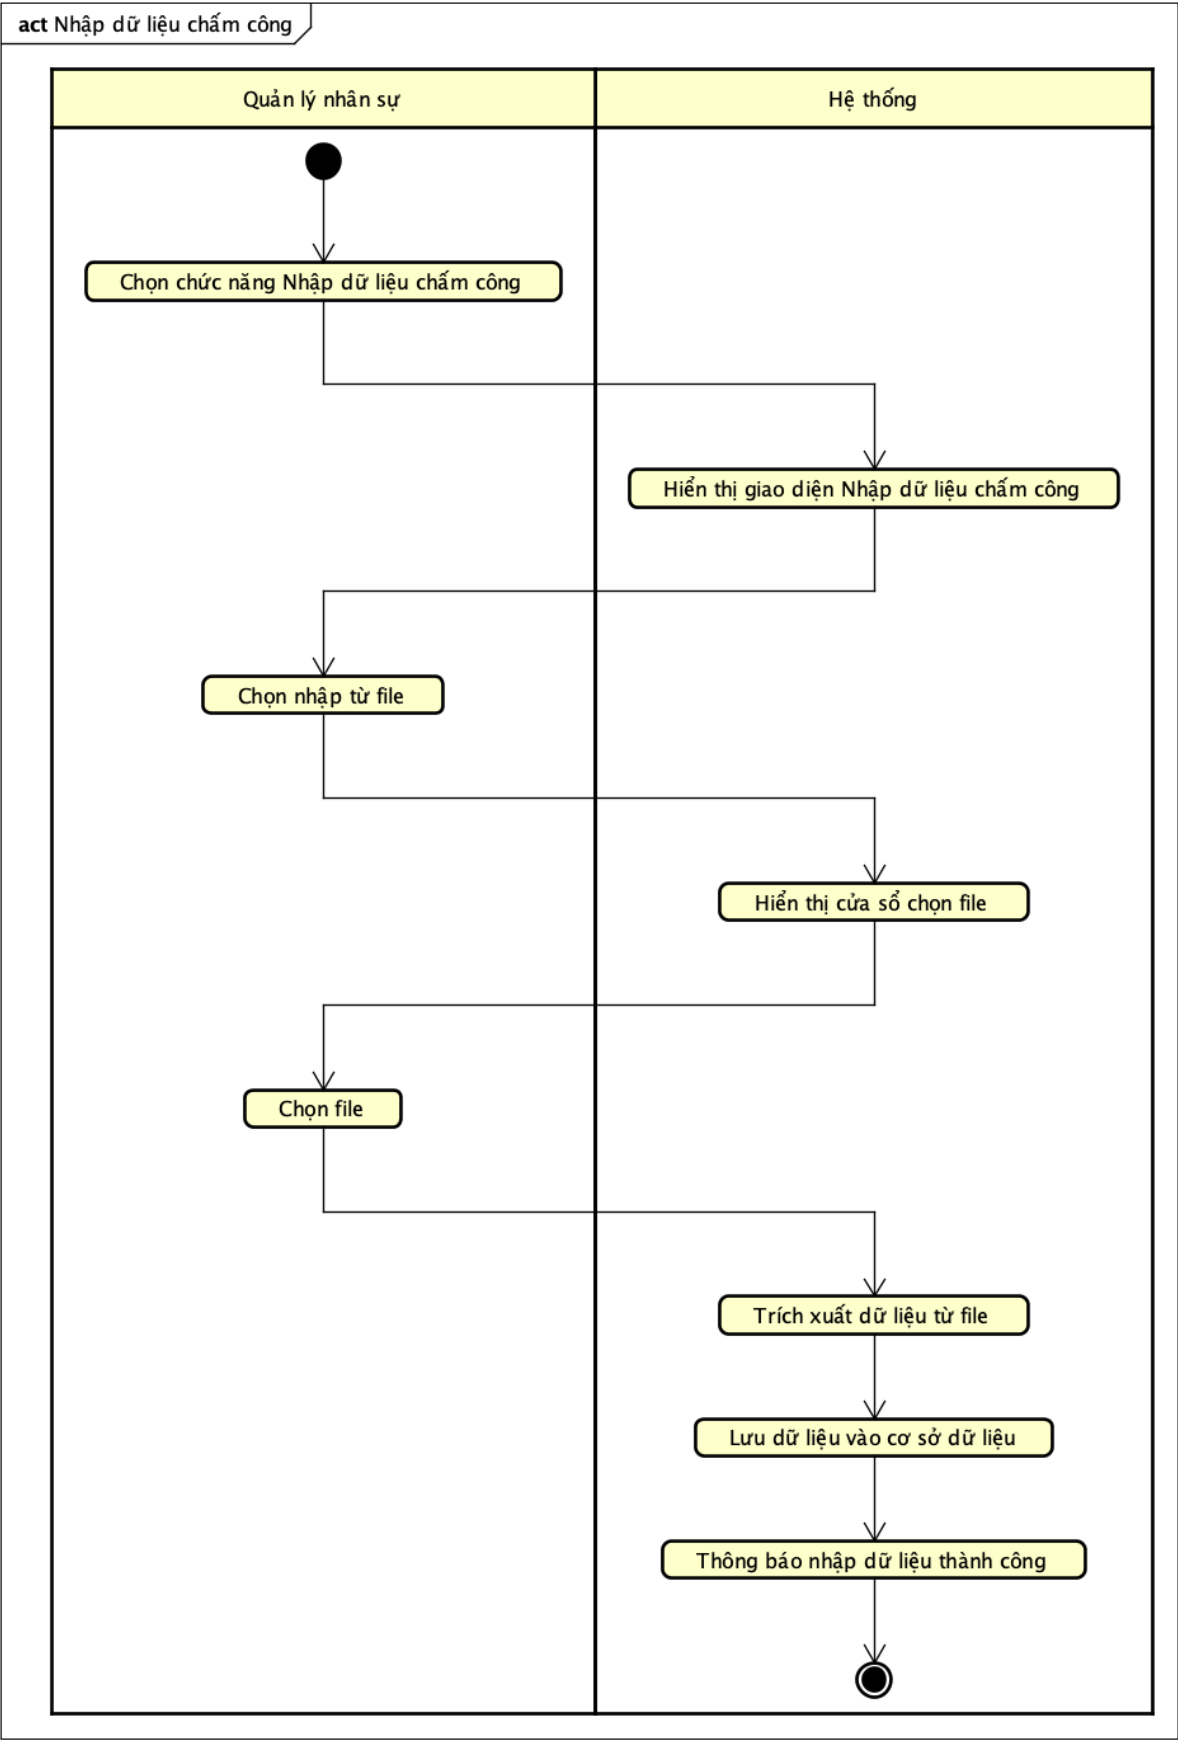 act Nhập dữ liệu chấm công
Quản lý nhân sự
Hệ thống
Chọn chức năng Nhập dữ liệu chấm công
Hiển thị giao diện Nhập dữ liệu chấm công
Chọn nhập từ file
Hiển thị cửa sổ chọn file
Chọn file
Trích xuất dữ liệu từ file
Lưu dữ liệu vào cơ sở dữ liệu
Thông báo nhập dữ liệu thành công